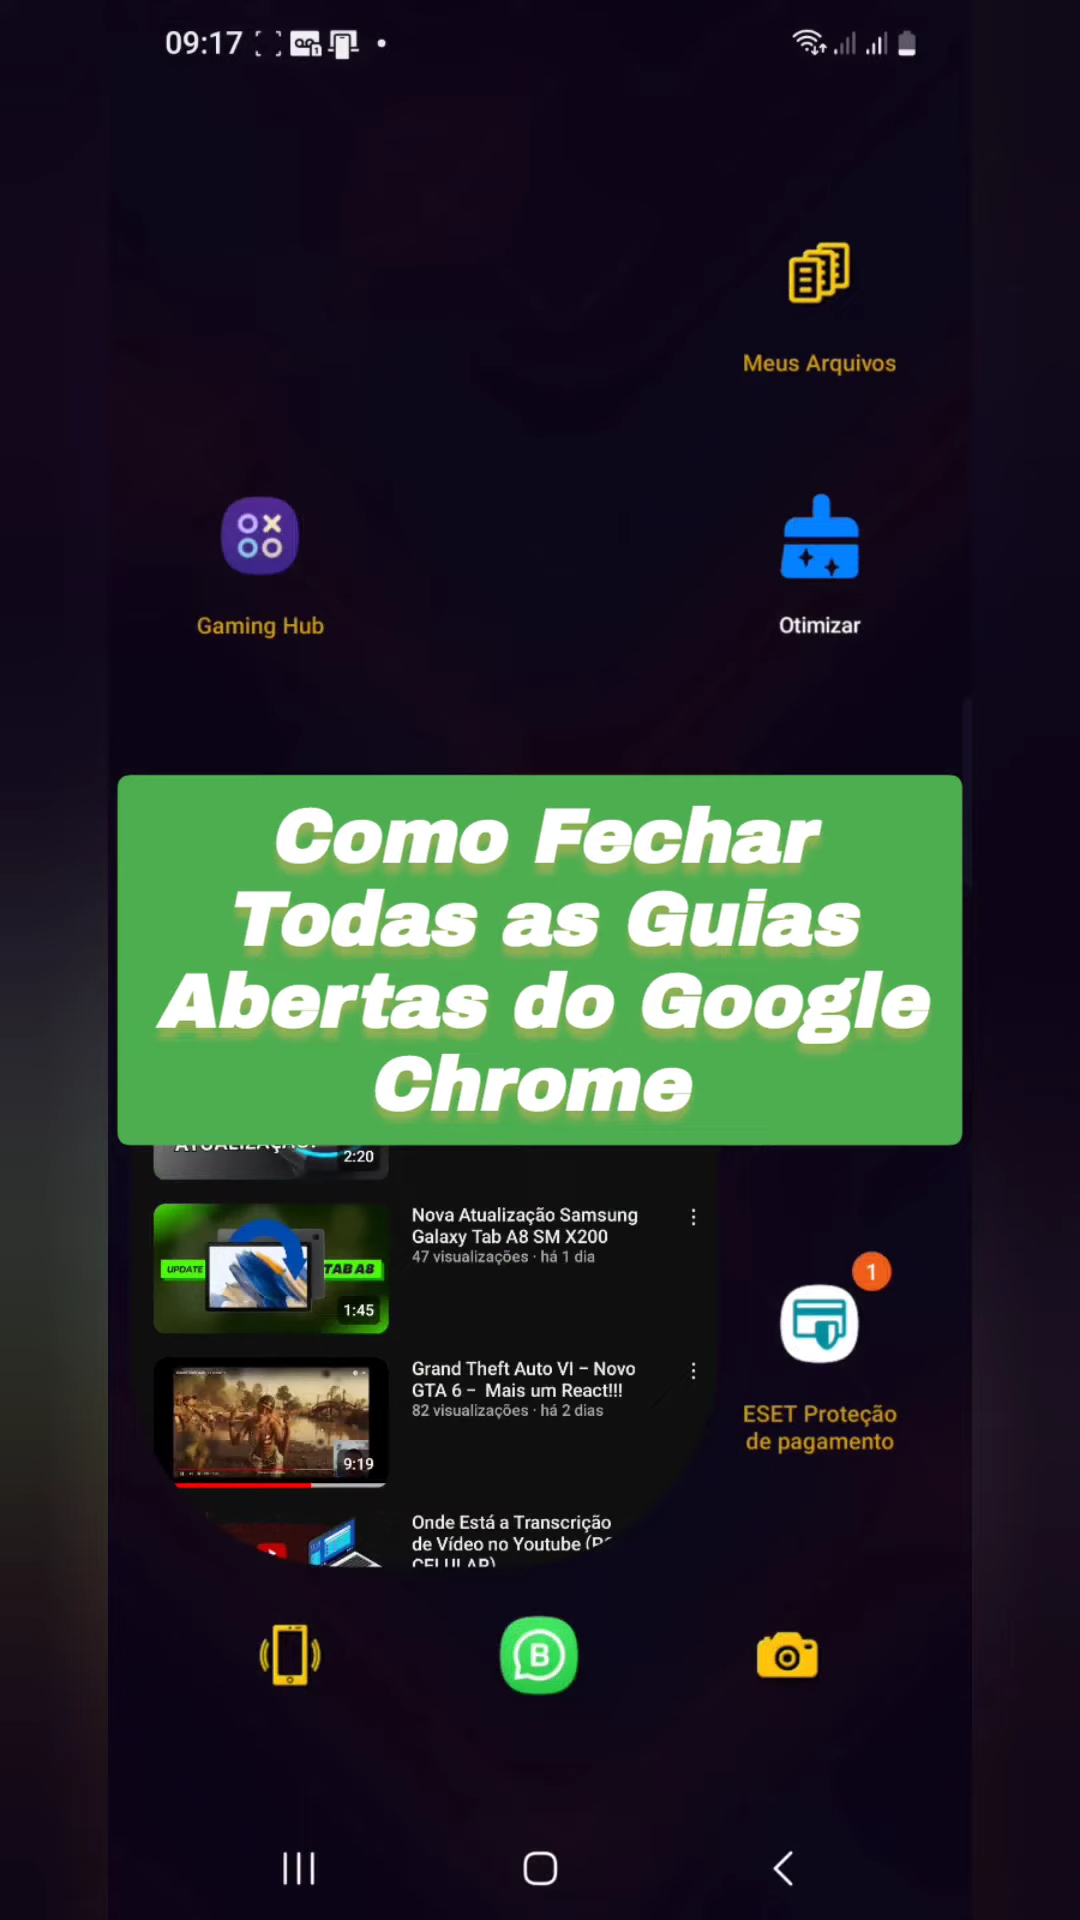 09:17
Meus Arquivos
Gaming Hub
Otimizar
Como Fechar
Todas as Guias
Abertas do Google
Chrome
ATUALIZAÇÃO!
2:20
Nova Atualização Samsung
Galaxy Tab A8 SM X200
47 visualizações · há 1 dia
UPDATE
TAB A8
1:45
1
Grand Theft Auto VI – Novo
GTA 6 – Mais um React!!!
82 visualizações · há 2 dias
9:19
ESET Proteção
de pagamento
Onde Está a Transcrição
de Vídeo no Youtube (PC
CELULAR)
B